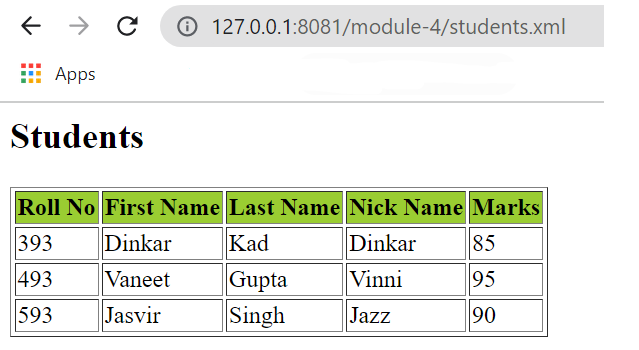 127.0.0.1:8081/module-4/students.xml
Apps
Students
Roll No First Name Last Name Nick Name Marks
393 Dinkar Kad Dinkar 85
493 Vaneet Gupta Vinni 95
593 Jasvir Singh Jazz 90